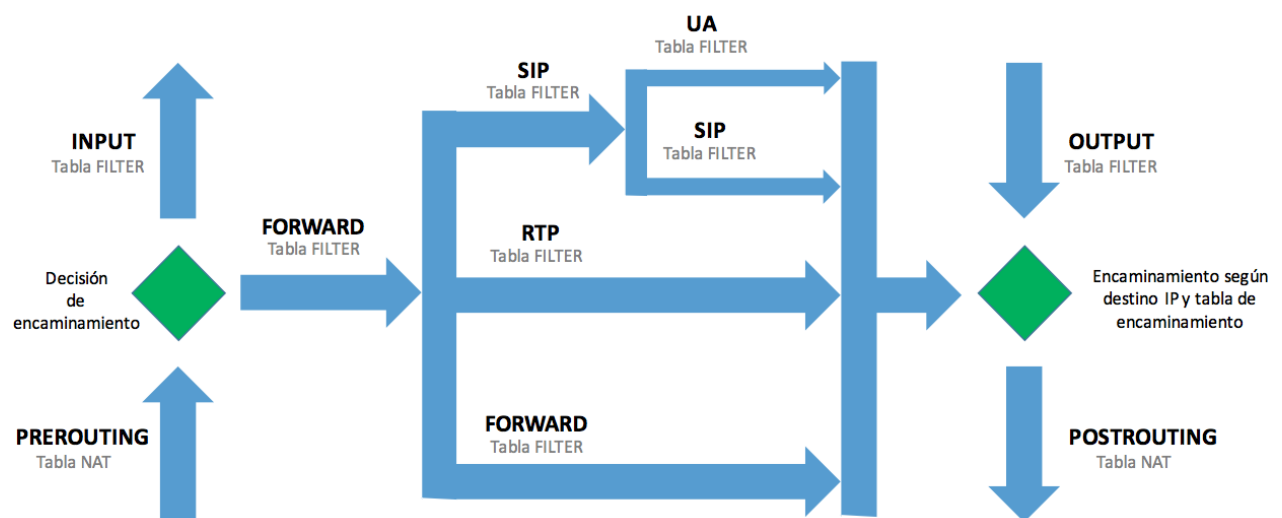 UA
Tabla FILTER
SIP
Tabla FILTER
SIP
Tabla FILTER
INPUT
Tabla FILTER
OUTPUT
Tabla FILTER
FORWARD
Tabla FILTER
RTP
Tabla FILTER
Decisión
de
encaminamiento
Encaminamiento según
destino IP y tabla de
encaminamiento
FORWARD
Tabla FILTER
PREROUTING
Tabla NAT
POSTROUTING
Tabla NAT